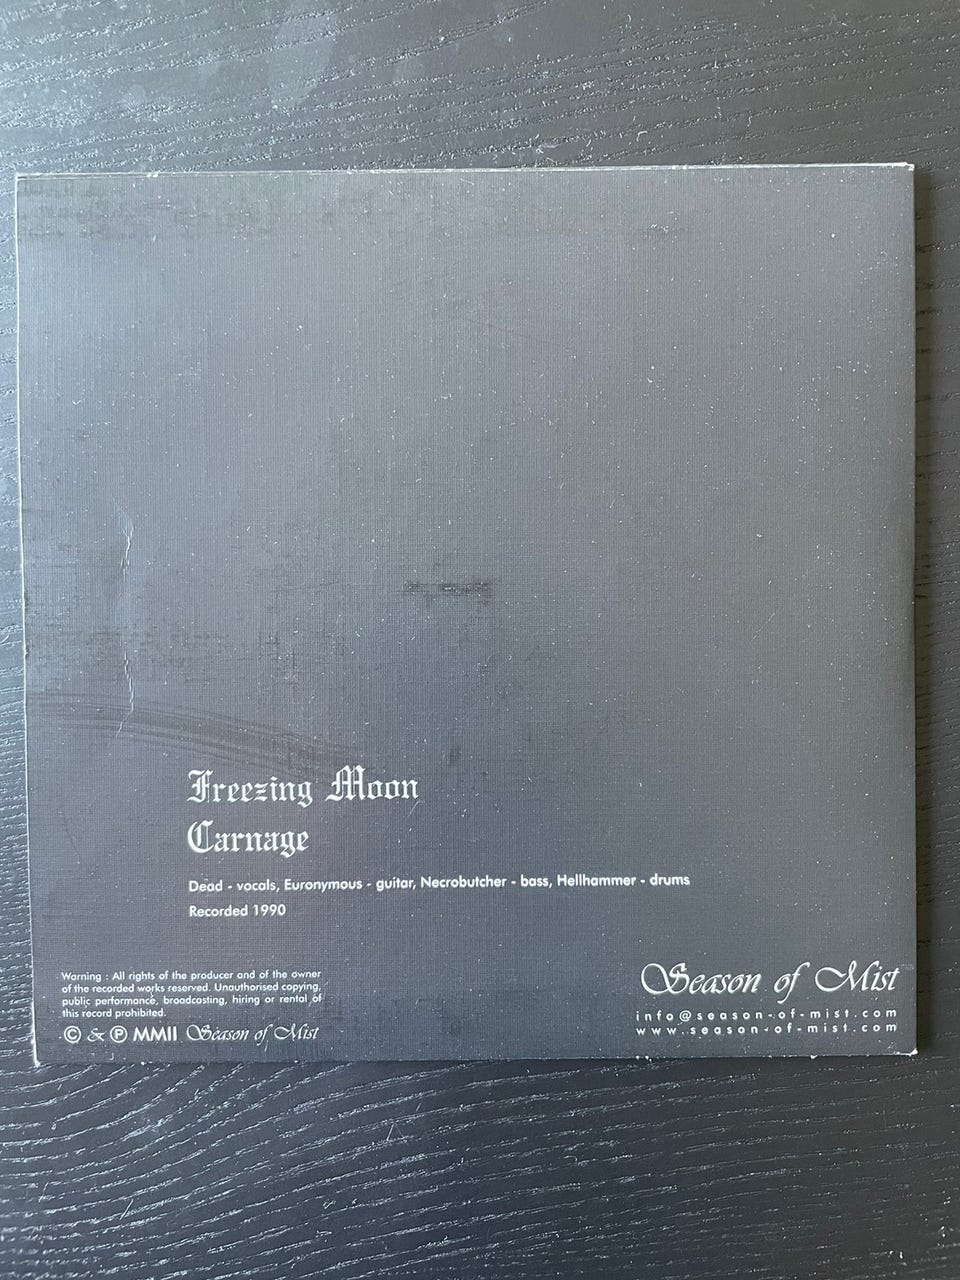 Freezing Moon
Carnage
Dead - vocals, Euronymous - guitar, Necrobutcher - bass, Hellhammer - drums
Recorded 1990
Warning : All rights of the producer and of the owner
of the recorded works reserved. Unauthorised copying,
public performance, broadcasting, hiring or rental of
this record prohibited.
© & ℗ MMII Season of Mist
Season of Mist
info@season-of-mist.com
www.season-of-mist.com